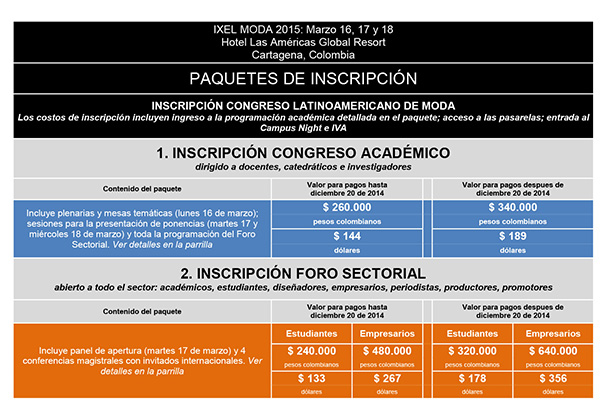 IXEL MODA 2015: Marzo 16, 17 y 18
Hotel Las Américas Global Resort
Cartagena, Colombia
PAQUETES DE INSCRIPCIÓN
INSCRIPCIÓN CONGRESO LATINOAMERICANO DE MODA
Los costos de inscripción incluyen ingreso a la programación académica detallada en el paquete; acceso a las pasarelas; entrada al
Campus Night e IVA
1. INSCRIPCIÓN CONGRESO ACADÉMICO
dirigido a docentes, catedráticos e investigadores
Contenido del paquete
Valor para pagos hasta
diciembre 20 de 2014
Valor para pagos despues de
diciembre 20 de 2014
Incluye plenarias y mesas temáticas (lunes 16 de marzo);
sesiones para la presentación de ponencias (martes 17 y
miércoles 18 de marzo) y toda la programación del Foro
Sectorial. Ver detalles en la parrilla
$ 260.000
pesos colombianos
$ 144
dólares
$ 340.000
pesos colombianos
$ 189
dólares
2. INSCRIPCIÓN FORO SECTORIAL
abierto a todo el sector: académicos, estudiantes, diseñadores, empresarios, periodistas, productores, promotores
Contenido del paquete
Valor para pagos hasta
diciembre 20 de 2014
Valor para pagos despues de
diciembre 20 de 2014
Incluye panel de apertura (martes 17 de marzo) y 4
conferencias magistrales con invitados internacionales. Ver
detalles en la parrilla
Estudiantes
Empresarios
Estudiantes
Empresarios
$ 240.000
$ 480.000
$ 320.000
$ 640.000
pesos colombianos
pesos colombianos
pesos colombianos
pesos colombianos
$ 133
$ 267
$ 178
$ 356
dólares
dólares
dólares
dólares